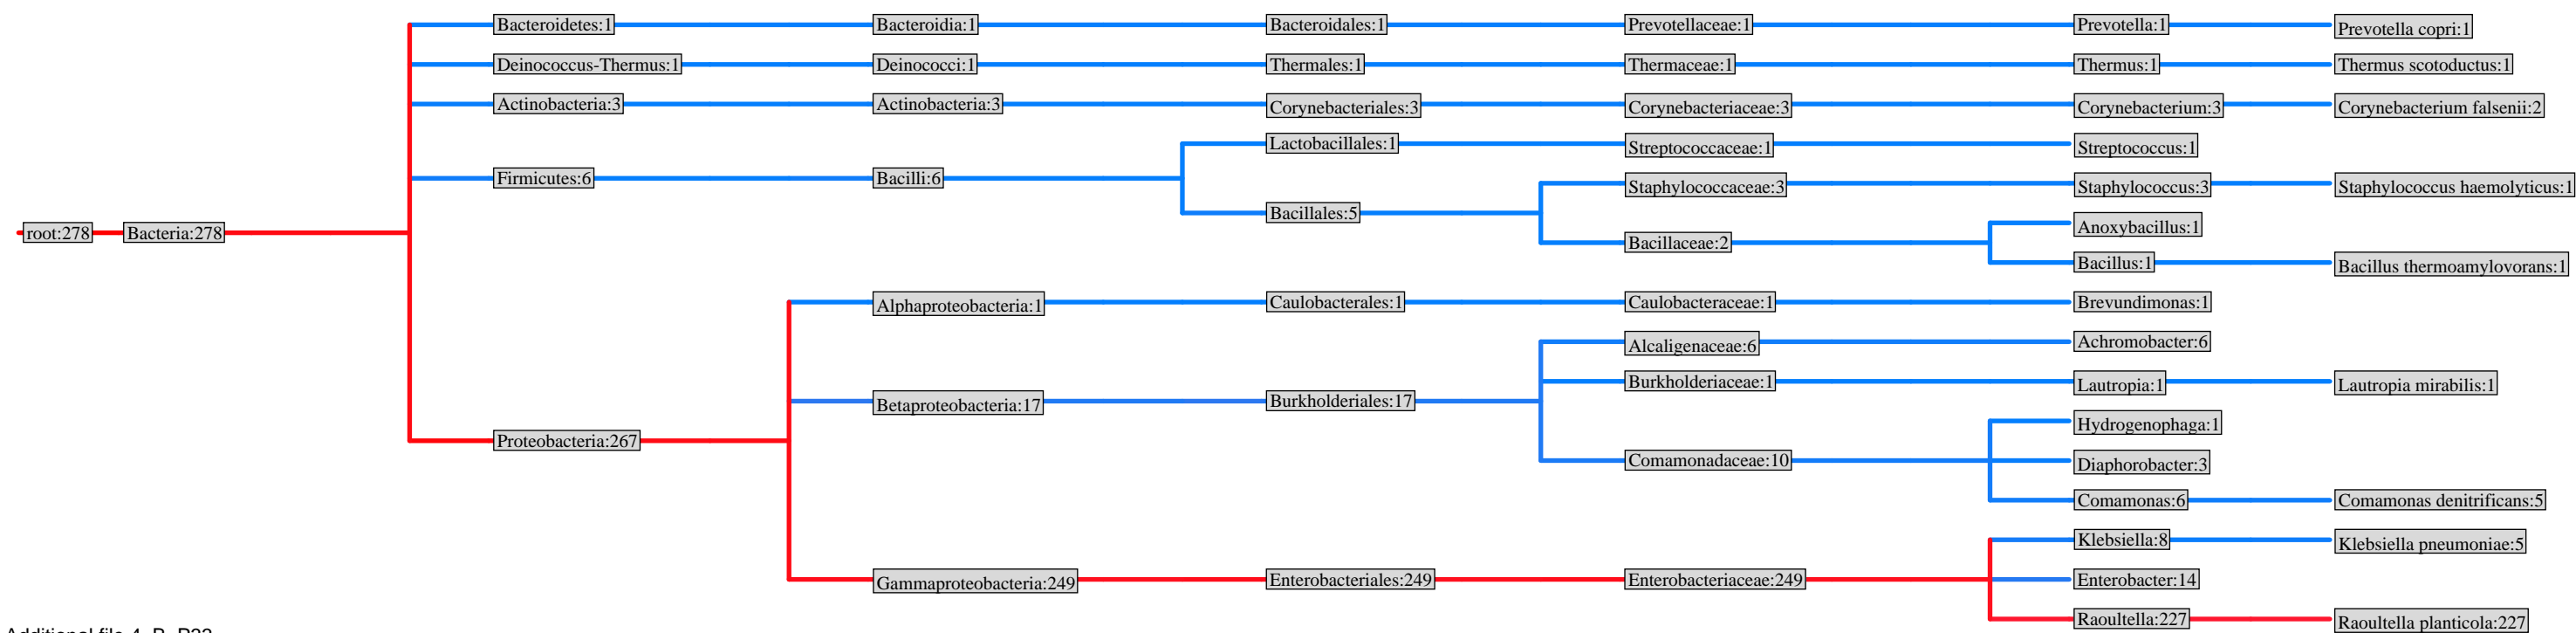 Bacteroidetes:1 Bacteroidia:1 Bacteroidales:1 Prevotellaceae:1 Prevotella:1 Prevotella copri:1
Deinococcus-Thermus:1 Deinococci:1 Thermales:1 Thermaceae:1 Thermus:1 Thermus scotoductus:1
Actinobacteria:3 Actinobacteria:3 Corynebacteriales:3 Corynebacteriaceae:3 Corynebacterium:3 Corynebacterium falsenii:2
Lactobacillales:1 Streptococcaceae:1 Streptococcus:1
Firmicutes:6 Bacilli:6 Staphylococcaceae:3 Staphylococcus:3 Staphylococcus haemolyticus:1
Bacillales:5
Anoxybacillus:1
root:278 Bacteria:278 Bacillaceae:2
Bacillus:1 Bacillus thermoamylovorans:1
Alphaproteobacteria:1 Caulobacterales:1 Caulobacteraceae:1 Brevundimonas:1
Alcaligenaceae:6 Achromobacter:6
Burkholderiaceae:1 Lautropia:1 Lautropia mirabilis:1
Betaproteobacteria:17 Burkholderiales:17
Hydrogenophaga:1
Proteobacteria:267
Comamonadaceae:10 Diaphorobacter:3
Comamonas:6 Comamonas denitrificans:5
Klebsiella:8 Klebsiella pneumoniae:5
Gammaproteobacteria:249 Enterobacteriales:249 Enterobacteriaceae:249 Enterobacter:14
Raoultella:227 Raoultella planticola:227